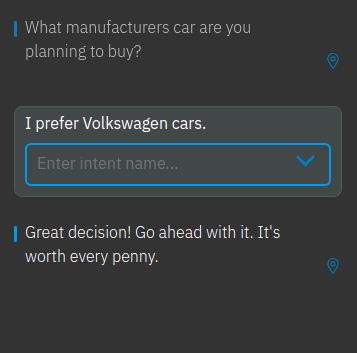 What manufacturers car are you
planning to buy?
I prefer Volkswagen cars.
Enter intent name...
Great decision! Go ahead with it. It's
worth every penny.